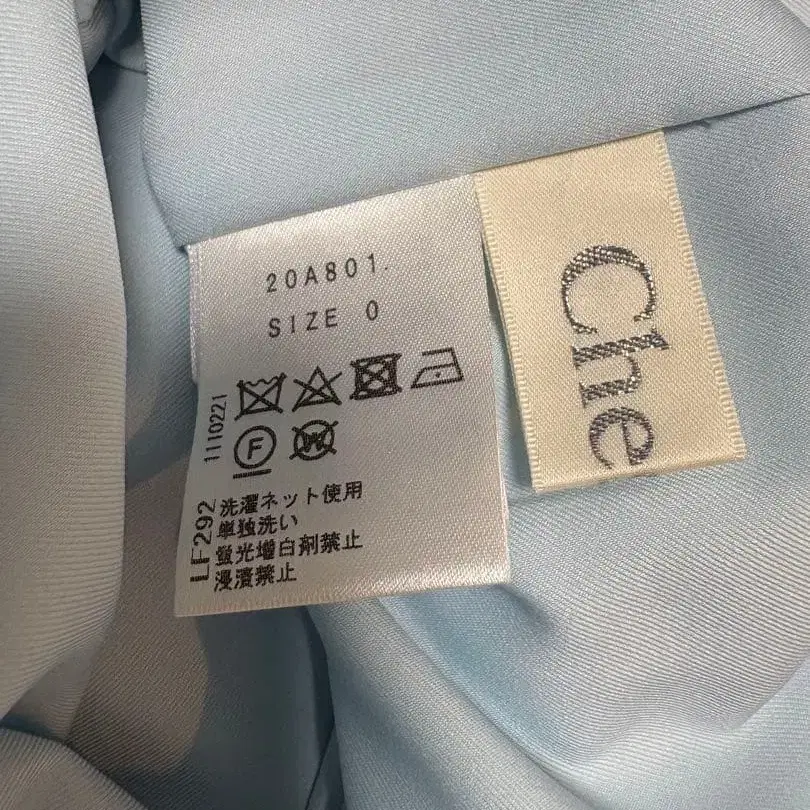 20A801.
SIZE 0
F
W
洗濯ネット使用
単独洗い
蛍光増白剤禁止
浸漬禁止
LF292
1110221
Che